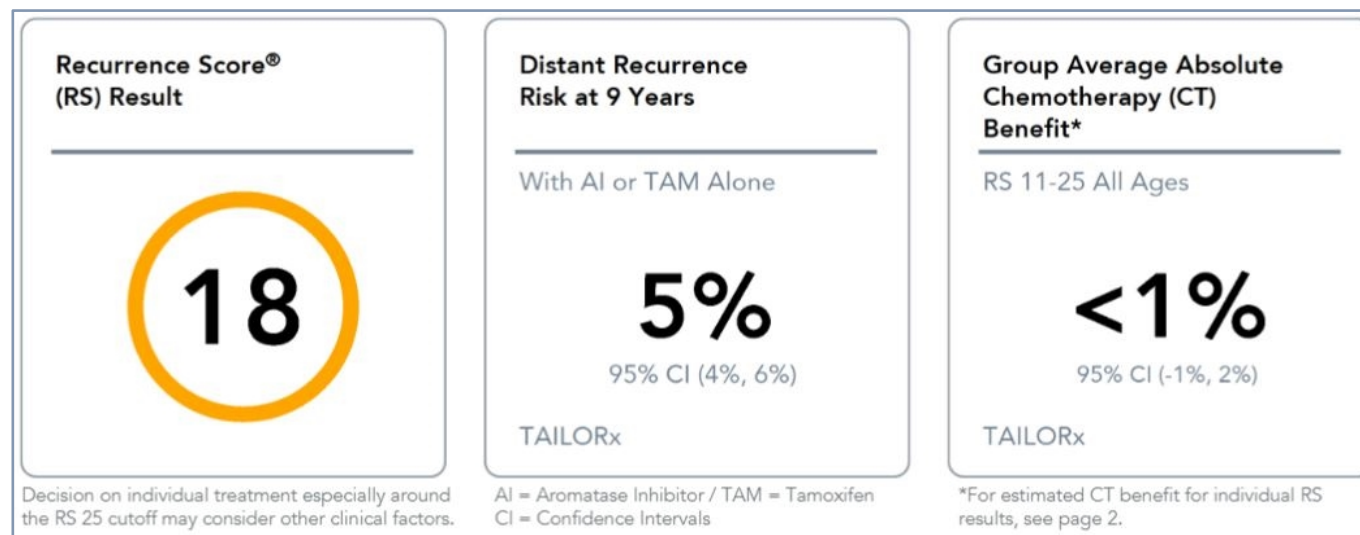 Recurrence Score®
(RS) Result
18
Decision on individual treatment especially around
the RS 25 cutoff may consider other clinical factors.
Distant Recurrence
Risk at 9 Years
With AI or TAM Alone
5%
95% CI (4%, 6%)
TAILORx
AI = Aromatase Inhibitor / TAM = Tamoxifen
CI = Confidence Intervals
Group Average Absolute
Chemotherapy (CT)
Benefit*
RS 11-25 All Ages
<1%
95% CI (-1%, 2%)
TAILORx
*For estimated CT benefit for individual RS
results, see page 2.